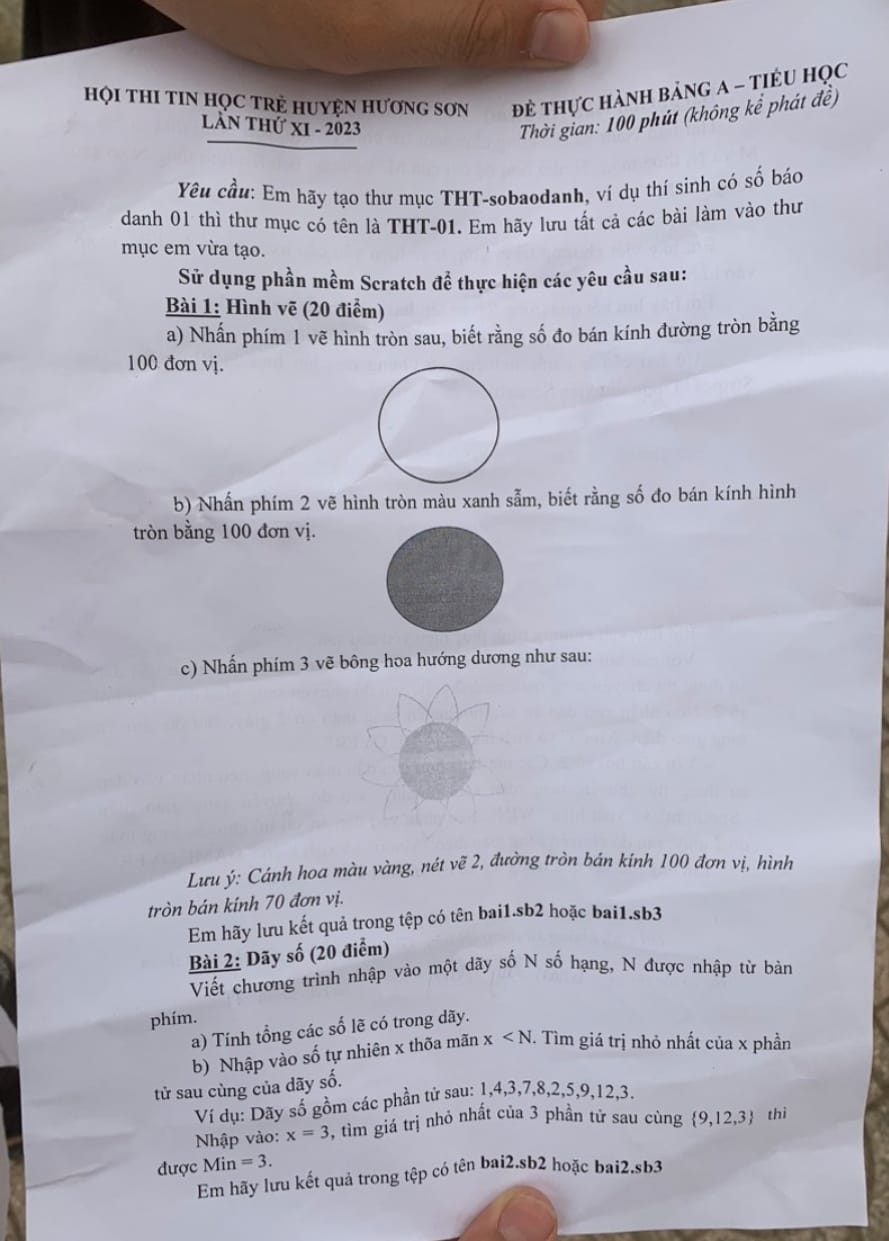 HỘI THI TIN HỌC TRẺ HUYỆN HƯƠNG SƠN
LẦN THỨ XI - 2023
ĐỀ THỰC HÀNH BẢNG A – TIỂU HỌC
Thời gian: 100 phút (không kể phát đề)
Yêu cầu: Em hãy tạo thư mục THT-sobaodanh, ví dụ thí sinh có số báo
danh 01 thì thư mục có tên là THT-01. Em hãy lưu tất cả các bài làm vào thư
mục em vừa tạo.
Sử dụng phần mềm Scratch để thực hiện các yêu cầu sau:
Bài 1: Hình vẽ (20 điểm)
a) Nhấn phím 1 vẽ hình tròn sau, biết rằng số đo bán kính đường tròn bằng
100 đơn vị.
b) Nhấn phím 2 vẽ hình tròn màu xanh sẫm, biết rằng số đo bán kính hình
tròn bằng 100 đơn vị.
c) Nhấn phím 3 vẽ bông hoa hướng dương như sau:
Lưu ý: Cánh hoa màu vàng, nét vẽ 2, đường tròn bán kính 100 đơn vị, hình
tròn bán kính 70 đơn vị.
Em hãy lưu kết quả trong tệp có tên bai1.sb2 hoặc bai1.sb3
Bài 2: Dãy số (20 điểm)
Viết chương trình nhập vào một dãy số N số hạng, N được nhập từ bàn
phím.
a) Tính tổng các số lẽ có trong dãy.
b) Nhập vào số tự nhiên x thõa mãn x < N. Tìm giá trị nhỏ nhất của x phần
tử sau cùng của dãy số.
Ví dụ: Dãy số gồm các phần tử sau: 1,4,3,7,8,2,5,9,12,3.
Nhập vào: x = 3, tìm giá trị nhỏ nhất của 3 phần tử sau cùng {9,12,3} thì
được Min = 3.
Em hãy lưu kết quả trong tệp có tên bai2.sb2 hoặc bai2.sb3